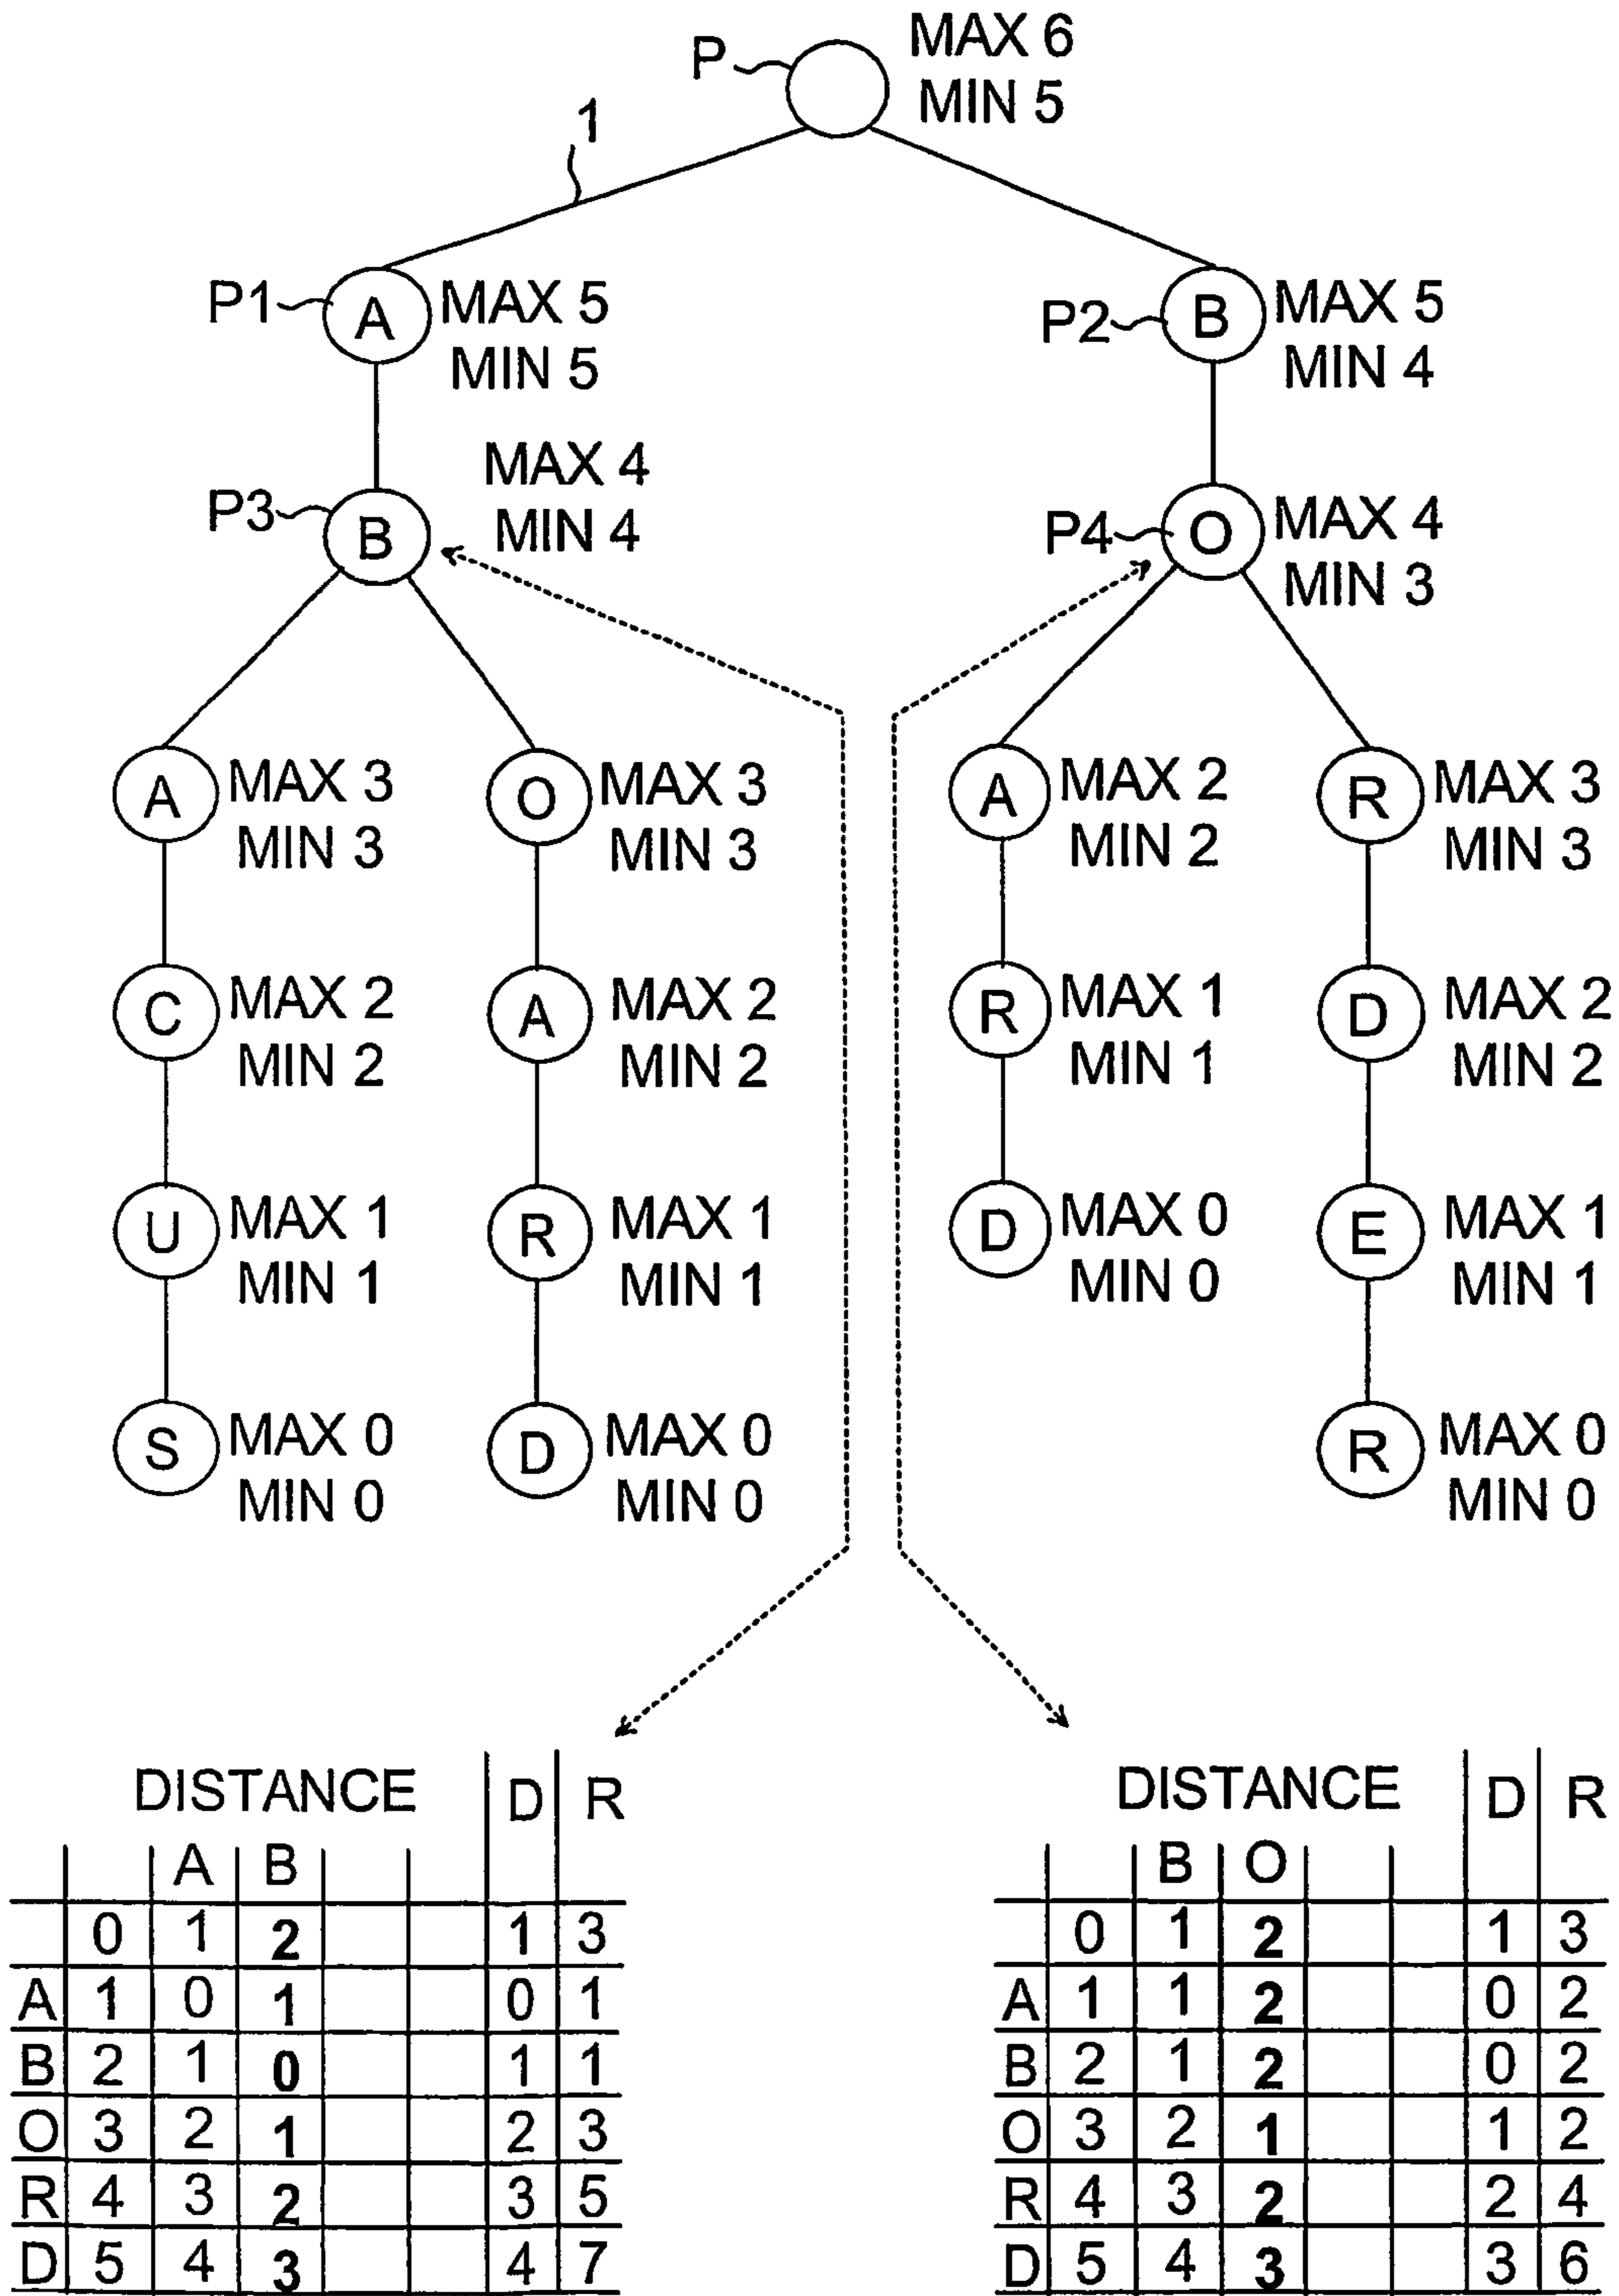 P MAX 6
MIN 5
1
P1 A MAX 5
MIN 5
P2 B MAX 5
MIN 4
P3 B MAX 4
MIN 4
P4 O MAX 4
MIN 3
A MAX 3
MIN 3
O MAX 3
MIN 3
A MAX 2
MIN 2
R MAX 3
MIN 3
C MAX 2
MIN 2
A MAX 2
MIN 2
R MAX 1
MIN 1
D MAX 2
MIN 2
U MAX 1
MIN 1
R MAX 1
MIN 1
D MAX 0
MIN 0
E MAX 1
MIN 1
S MAX 0
MIN 0
D MAX 0
MIN 0
R MAX 0
MIN 0
DISTANCE D R
A B
0 1 2 1 3
A 1 0 1 0 1
B 2 1 0 1 1
O 3 2 1 2 3
R 4 3 2 3 5
D 5 4 3 4 7
DISTANCE D R
B O
0 1 2 1 3
A 1 1 2 0 2
B 2 1 2 0 2
O 3 2 1 1 2
R 4 3 2 2 4
D 5 4 3 3 6